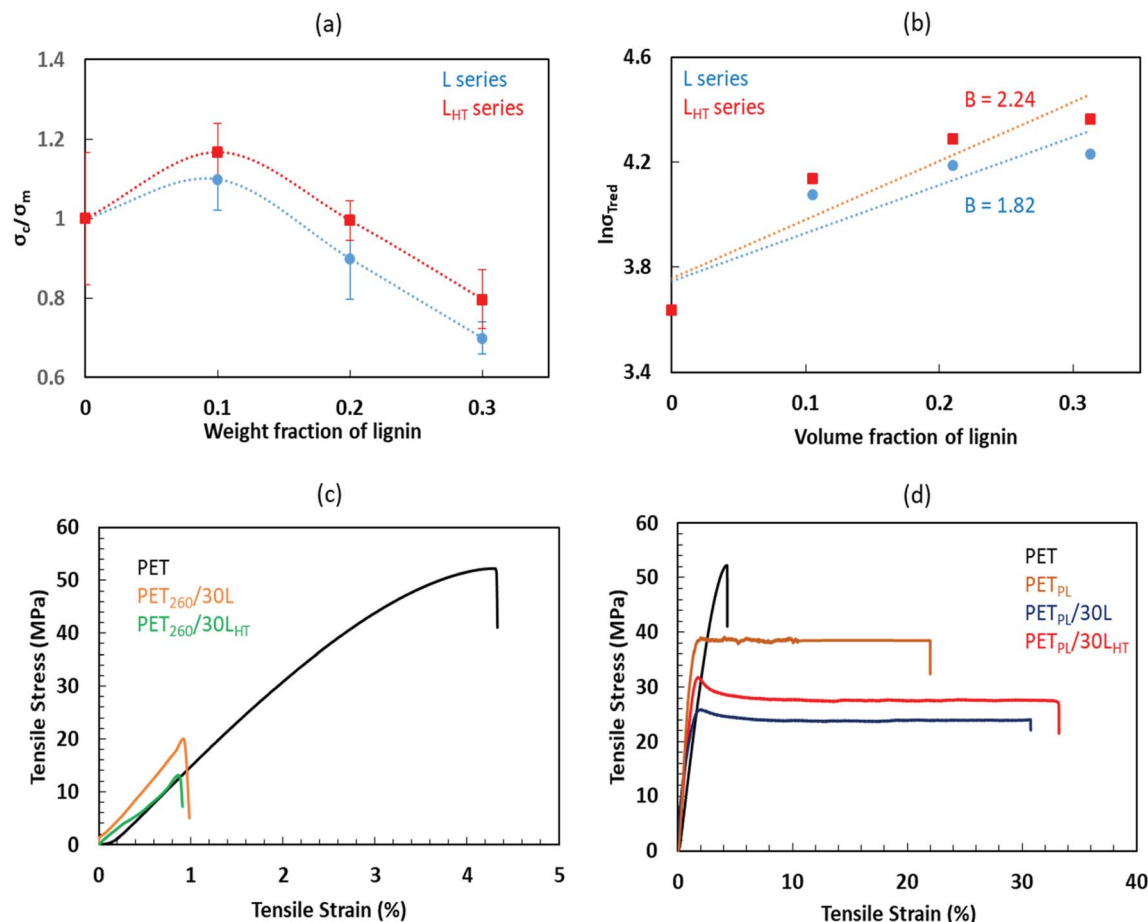 (a)
1.4
1.2
1
0.8
0.6
σc/σm
L series
LHT series
0 0.1 0.2 0.3
Weight fraction of lignin
(b)
4.6
4.2
3.8
3.4
lnσTred
L series
LHT series
B = 2.24
B = 1.82
0 0.1 0.2 0.3
Volume fraction of lignin
(c)
60
50
40
30
20
10
0
Tensile Stress (MPa)
PET
PET260/30L
PET260/30LHT
0 1 2 3 4 5
Tensile Strain (%)
(d)
60
50
40
30
20
10
0
Tensile Stress (MPa)
PET
PETPL
PETPL/30L
PETPL/30LHT
0 10 20 30 40
Tensile Strain (%)